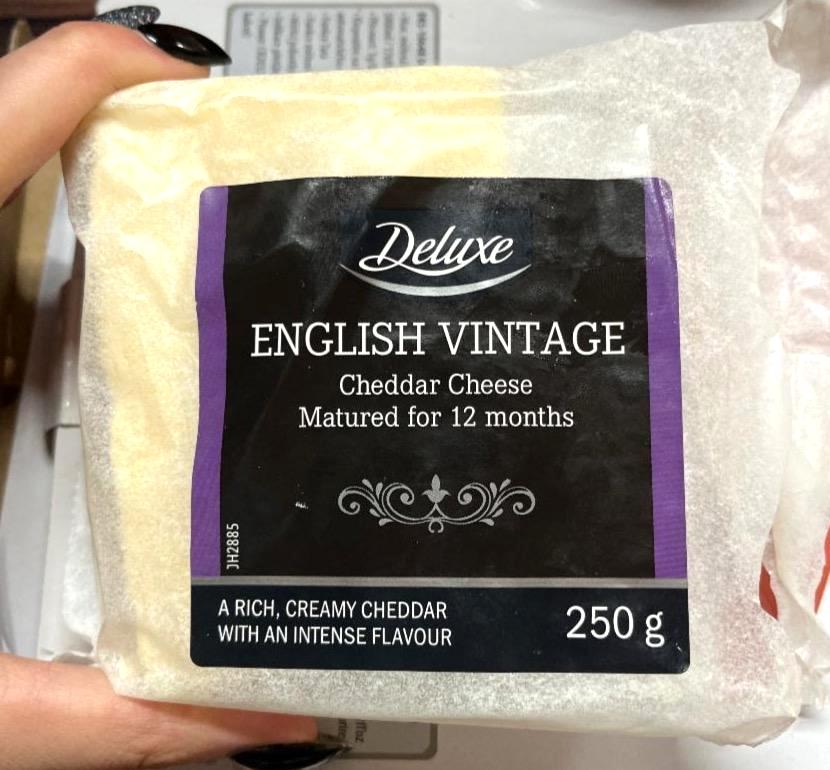 Deluxe
ENGLISH VINTAGE
Cheddar Cheese
Matured for 12 months
JH2885
A RICH, CREAMY CHEDDAR
WITH AN INTENSE FLAVOUR
250 g